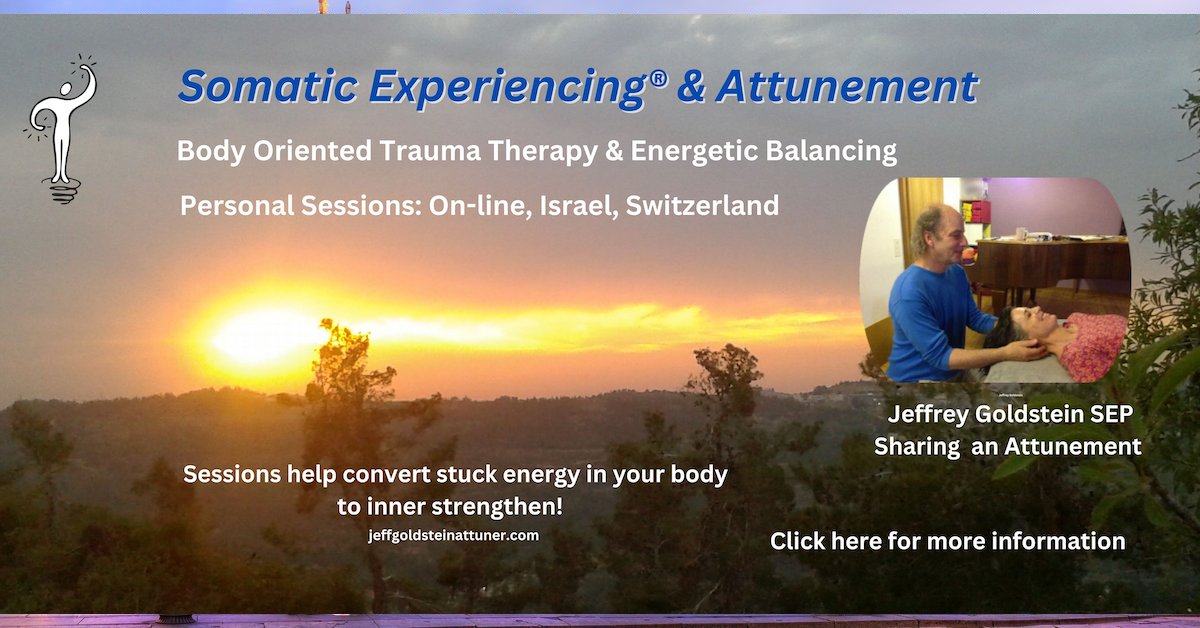 Somatic Experiencing® & Attunement
Body Oriented Trauma Therapy & Energetic Balancing
Personal Sessions: On-line, Israel, Switzerland
Jeffrey Goldstein SEP
Sharing an Attunement
Sessions help convert stuck energy in your body
to inner strengthen!
jeffgoldsteinattuner.com
Click here for more information